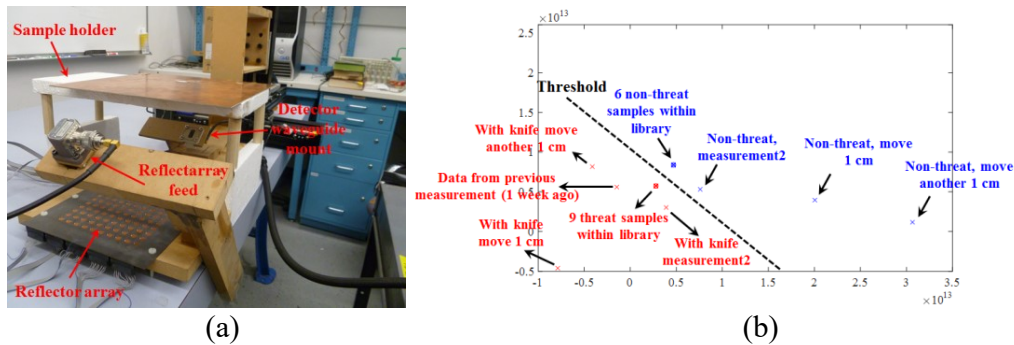 Sample holder
Detector
waveguide
mount
Reflectarray
feed
Reflector array
(a)
×10^13
2.5
2
1.5
1
0.5
0
-0.5
-1
-0.5
0
0.5
1
1.5
2
2.5
3
3.5
×10^13
Threshold
6 non-threat
samples within
library
With knife move
another 1 cm
Non-threat,
measurement2
Non-threat, move
1 cm
Non-threat, move
another 1 cm
Data from previous
measurement (1 week ago)
With knife
move 1 cm
9 threat samples
within library
With knife
measurement2
(b)